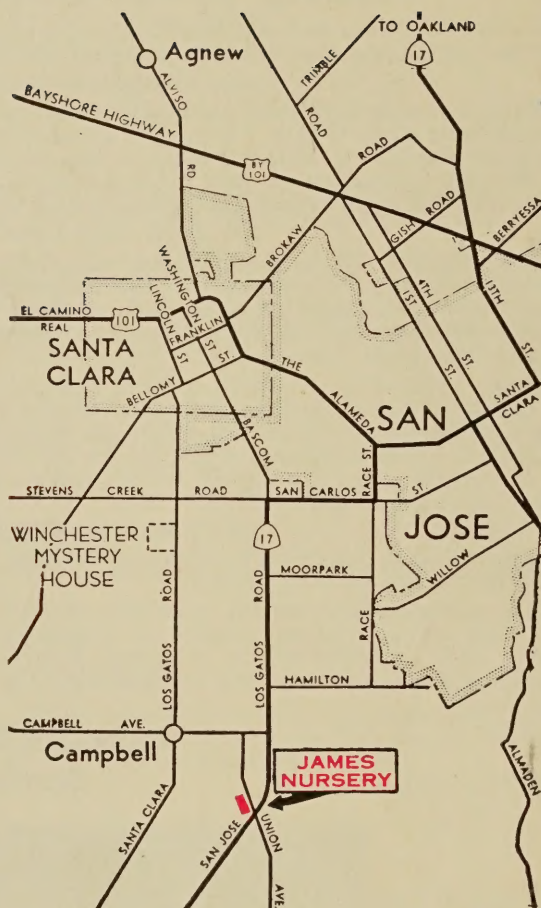 TO OAKLAND
17
Agnew
TRIMBLE
ROAD
ALVISO
RD
BAYSHORE HIGHWAY
BY
101
ROAD
GISH ROAD
BERRYESSA
BROKAW
WASHINGTON
ST.
LINCOLN
ST
FRANKLIN
EL CAMINO
REAL
101
SANTA
CLARA
BELLOMY
ST.
THE
ALAMEDA
1ST
ST.
4TH
ST.
13TH
ST.
SANTA
CLARA
SAN
JOSE
BASCOM
RACE ST.
STEVENS CREEK ROAD
SAN CARLOS
ST.
WINCHESTER
MYSTERY
HOUSE
17
MOORPARK
WILLOW
ROAD
LOS GATOS
ROAD
LOS GATOS
RACE
HAMILTON
CAMPBELL AVE.
Campbell
JAMES
NURSERY
ALMADEN
SANTA CLARA
SAN JOSE
UNION
AVE.